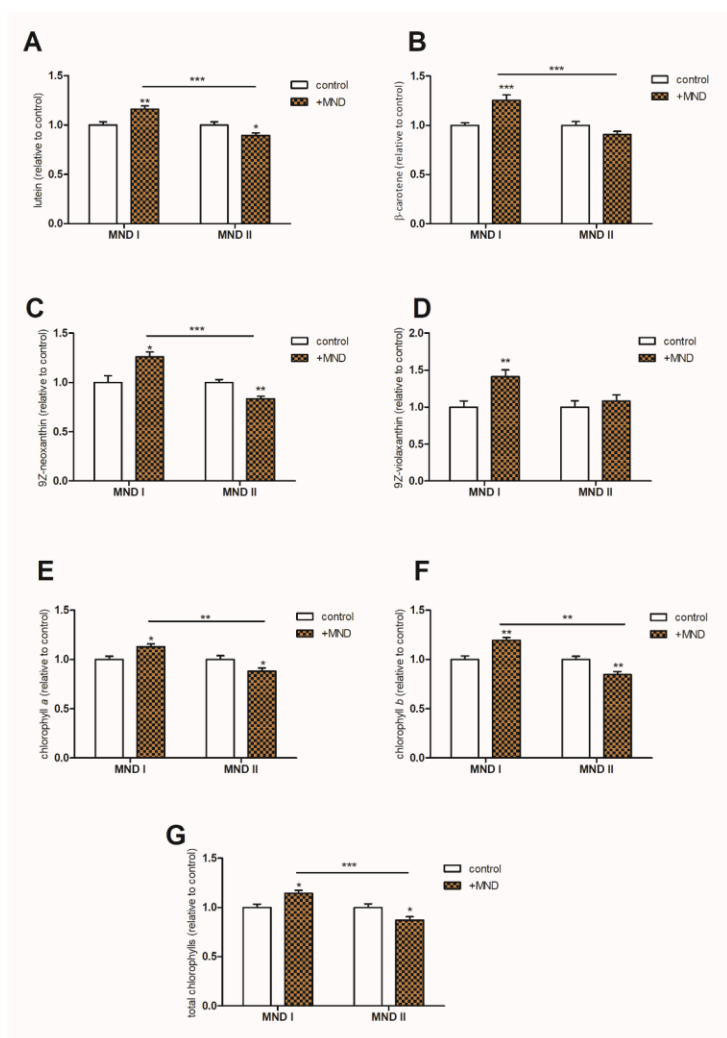 A
lutein (relative to control)
1.5
1.0
0.5
0.0
**
***
*
MND I
MND II
control
+MND
B
β-carotene (relative to control)
1.5
1.0
0.5
0.0
***
***
MND I
MND II
control
+MND
C
9Z-neoxanthin (relative to control)
1.5
1.0
0.5
0.0
*
***
**
MND I
MND II
control
+MND
D
9Z-violaxanthin (relative to control)
2.0
1.5
1.0
0.5
0.0
**
MND I
MND II
control
+MND
E
chlorophyll a (relative to control)
1.5
1.0
0.5
0.0
*
**
*
MND I
MND II
control
+MND
F
chlorophyll b (relative to control)
1.5
1.0
0.5
0.0
**
**
**
MND I
MND II
control
+MND
G
total chlorophylls (relative to control)
1.5
1.0
0.5
0.0
*
***
*
MND I
MND II
control
+MND